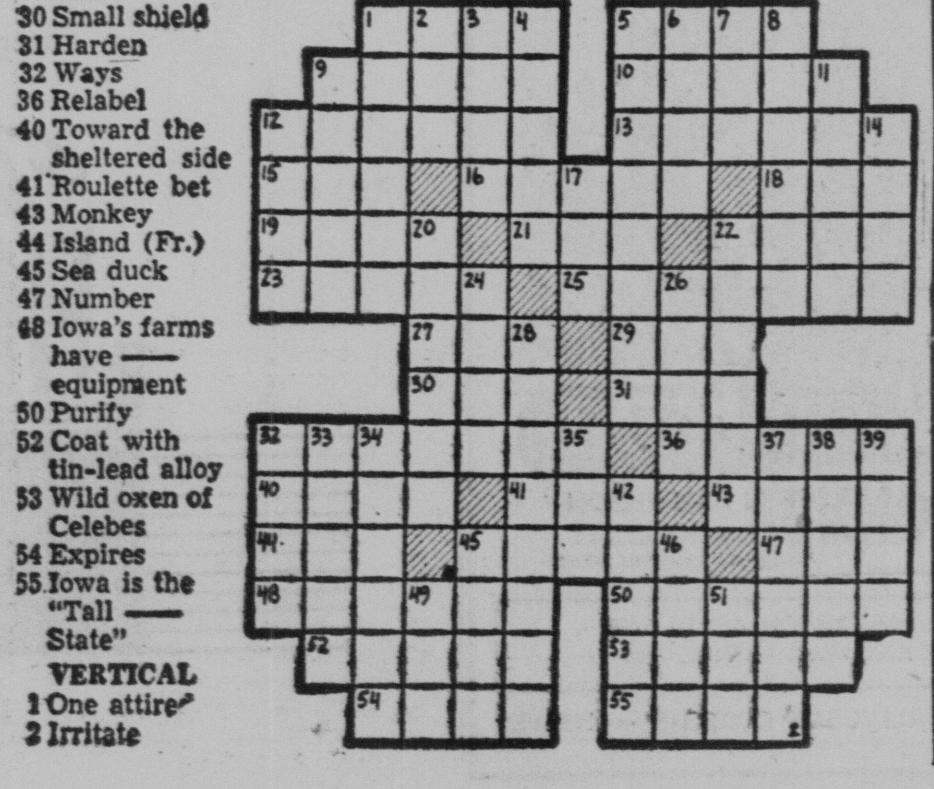 30 Small shield
31 Harden
32 Ways
36 Relabel
40 Toward the
sheltered side
41 Roulette bet
43 Monkey
44 Island (Fr.)
45 Sea duck
47 Number
48 Iowa's farms
have ——
equipment
50 Purify
52 Coat with
tin-lead alloy
53 Wild oxen of
Celebes
54 Expires
55 Iowa is the
"Tall ——
State"
VERTICAL
1 One attire
2 Irritate
1 2 3 4 5 6 7 8
9 10 11
12 13 14
15 16 17 18
19 20 21 22
23 24 25 26
27 28 29
30 31
32 33 34 35 36 37 38 39
40 41 42 43
44 45 46 47
48 49 50 51
52 53
54 55
2